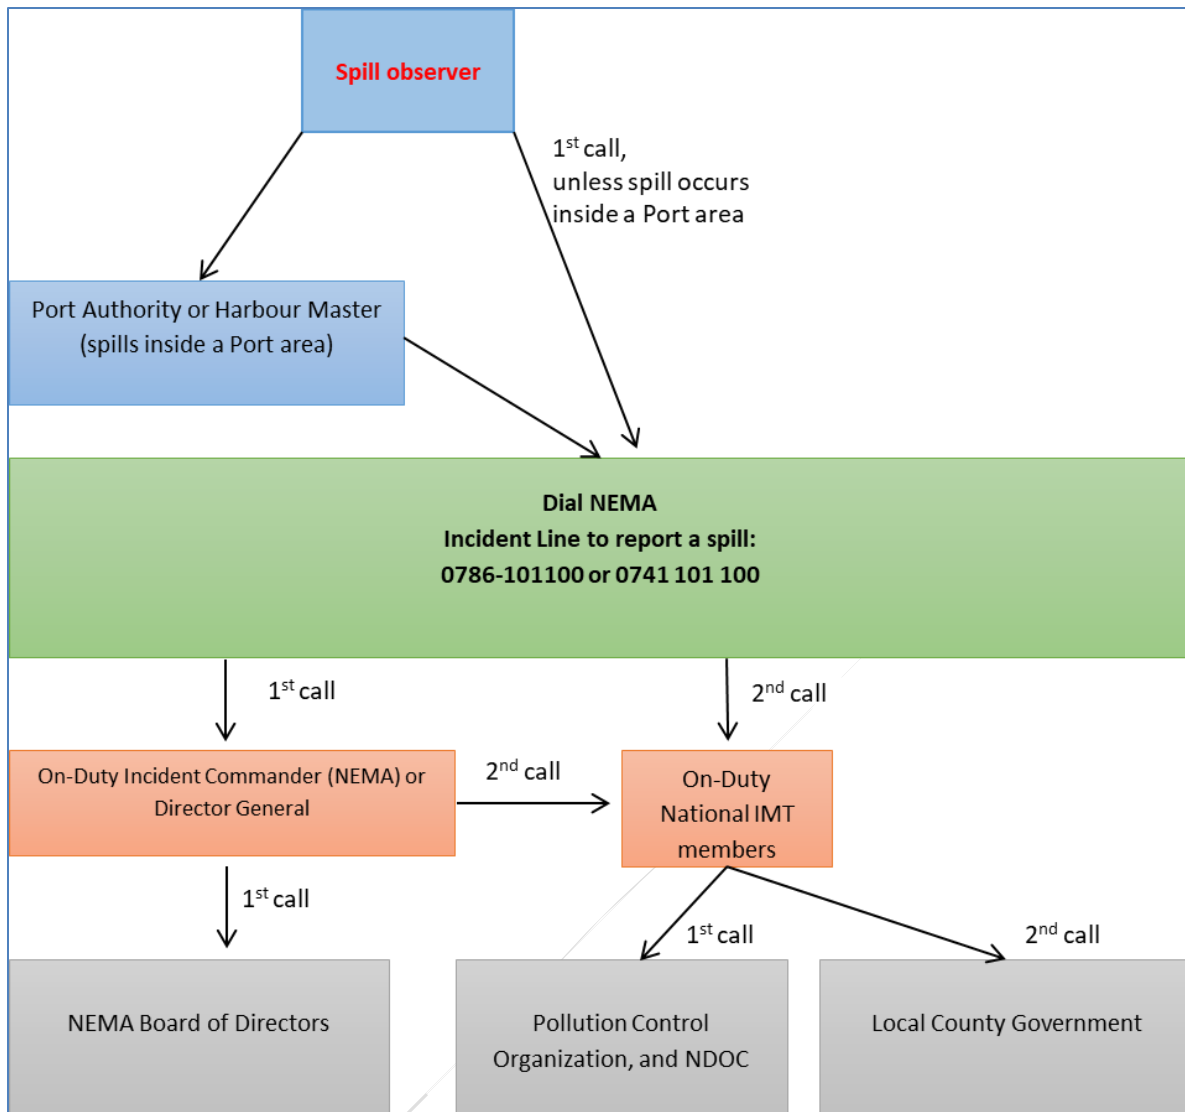 Spill observer
1st call,
unless spill occurs
inside a Port area
Port Authority or Harbour Master
(spills inside a Port area)
Dial NEMA
Incident Line to report a spill:
0786-101100 or 0741 101 100
1st call
2nd call
On-Duty Incident Commander (NEMA) or
Director General
2nd call
On-Duty
National IMT
members
1st call
1st call
2nd call
NEMA Board of Directors
Pollution Control
Organization, and NDOC
Local County Government